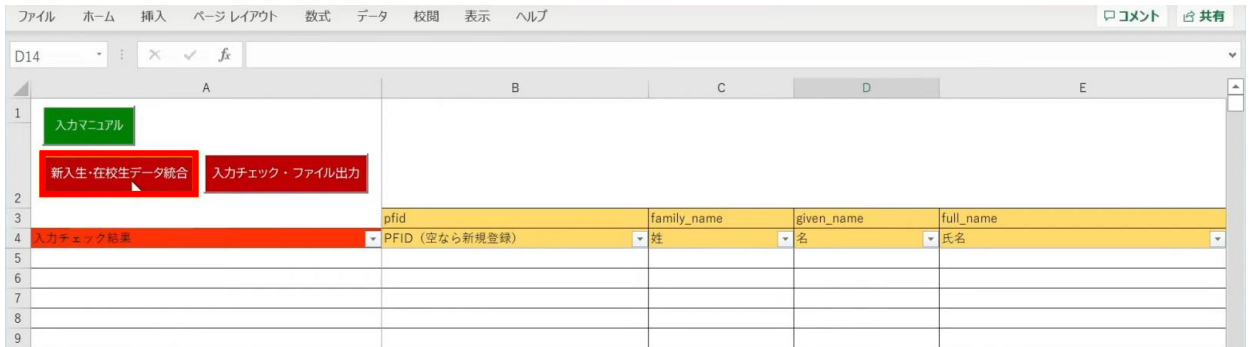 ファイル ホーム 挿入 ページ レイアウト 数式 データ 校閲 表示 ヘルプ コメント 共有
D14 fx
A B C D E
1 入力マニュアル
新入生・在校生データ統合 入力チェック・ファイル出力
2
3 pfid family_name given_name full_name
4 入力チェック結果 PFID（空なら新規登録） 姓 名 氏名
5
6
7
8
9